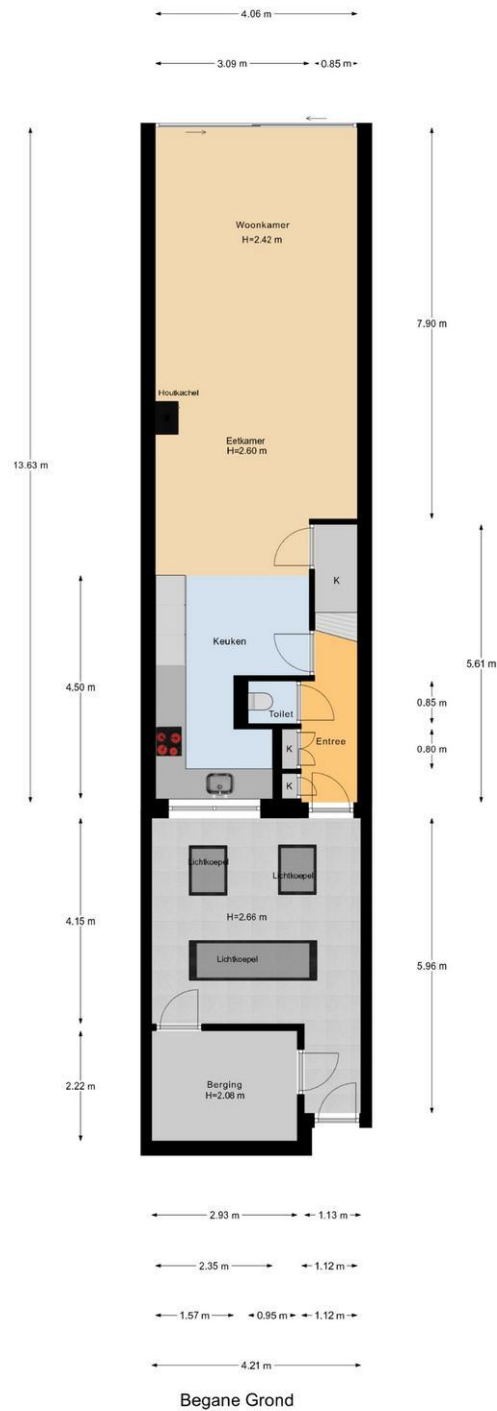 4.06 m
3.09 m
0.85 m
Woonkamer
H=2.42 m
7.90 m
Houtkachel
Eetkamer
H=2.60 m
13.63 m
K
Keuken
5.61 m
4.50 m
0.85 m
Toilet
Entree
K
0.80 m
K
Lichtkoepel
Lichtkoepel
H=2.66 m
4.15 m
Lichtkoepel
5.96 m
Berging
H=2.08 m
2.22 m
2.93 m
1.13 m
2.35 m
1.12 m
1.57 m
0.95 m
1.12 m
4.21 m
Begane Grond